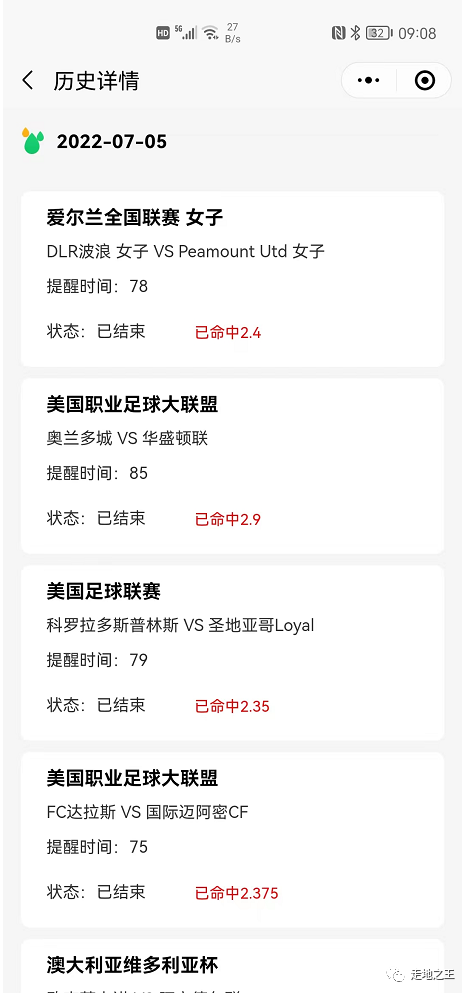 HD 5G 27 B/s 32 09:08
历史详情
2022-07-05
爱尔兰全国联赛 女子
DLR波浪 女子 VS Peamount Utd 女子
提醒时间：78
状态：已结束 已命中2.4
美国职业足球大联盟
奥兰多城 VS 华盛顿联
提醒时间：85
状态：已结束 已命中2.9
美国足球联赛
科罗拉多斯普林斯 VS 圣地亚哥Loyal
提醒时间：79
状态：已结束 已命中2.35
美国职业足球大联盟
FC达拉斯 VS 国际迈阿密CF
提醒时间：75
状态：已结束 已命中2.375
澳大利亚维多利亚杯
走地之王